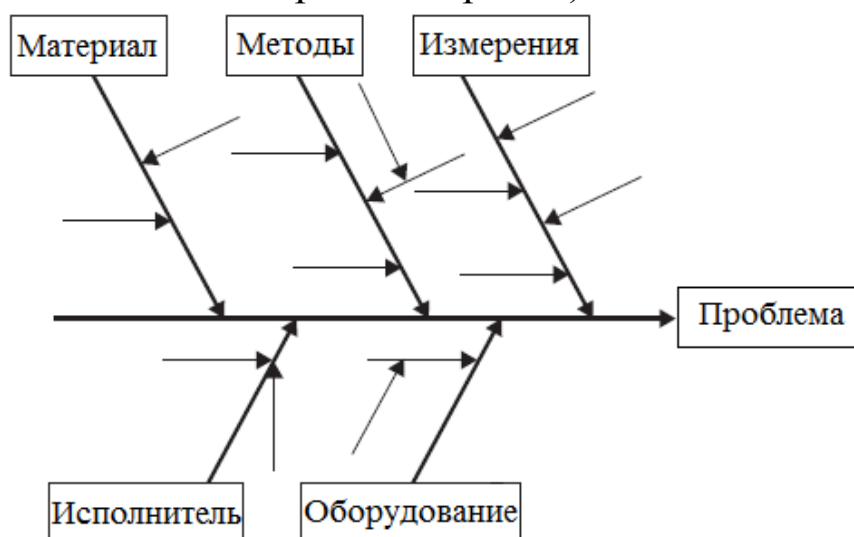 Материал
Методы
Измерения
Проблема
Исполнитель
Оборудование